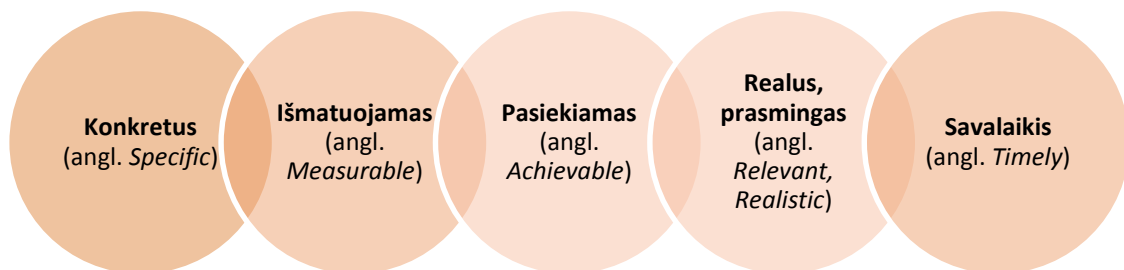 Konkretus
(angl. Specific)
Išmatuojamas
(angl.
Measurable)
Pasiekiamas
(angl.
Achievable)
Realus,
prasmingas
(angl.
Relevant,
Realistic)
Savalaikis
(angl. Timely)